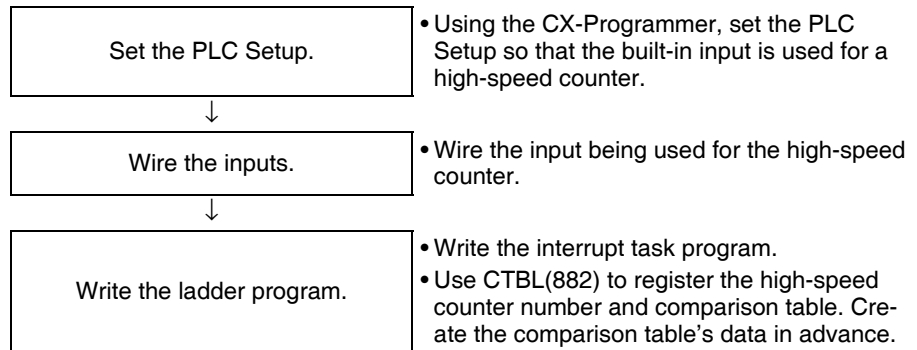 Set the PLC Setup.
• Using the CX-Programmer, set the PLC
Setup so that the built-in input is used for a
high-speed counter.
↓
Wire the inputs.
• Wire the input being used for the high-speed
counter.
↓
Write the ladder program.
• Write the interrupt task program.
• Use CTBL(882) to register the high-speed
counter number and comparison table. Cre-
ate the comparison table's data in advance.